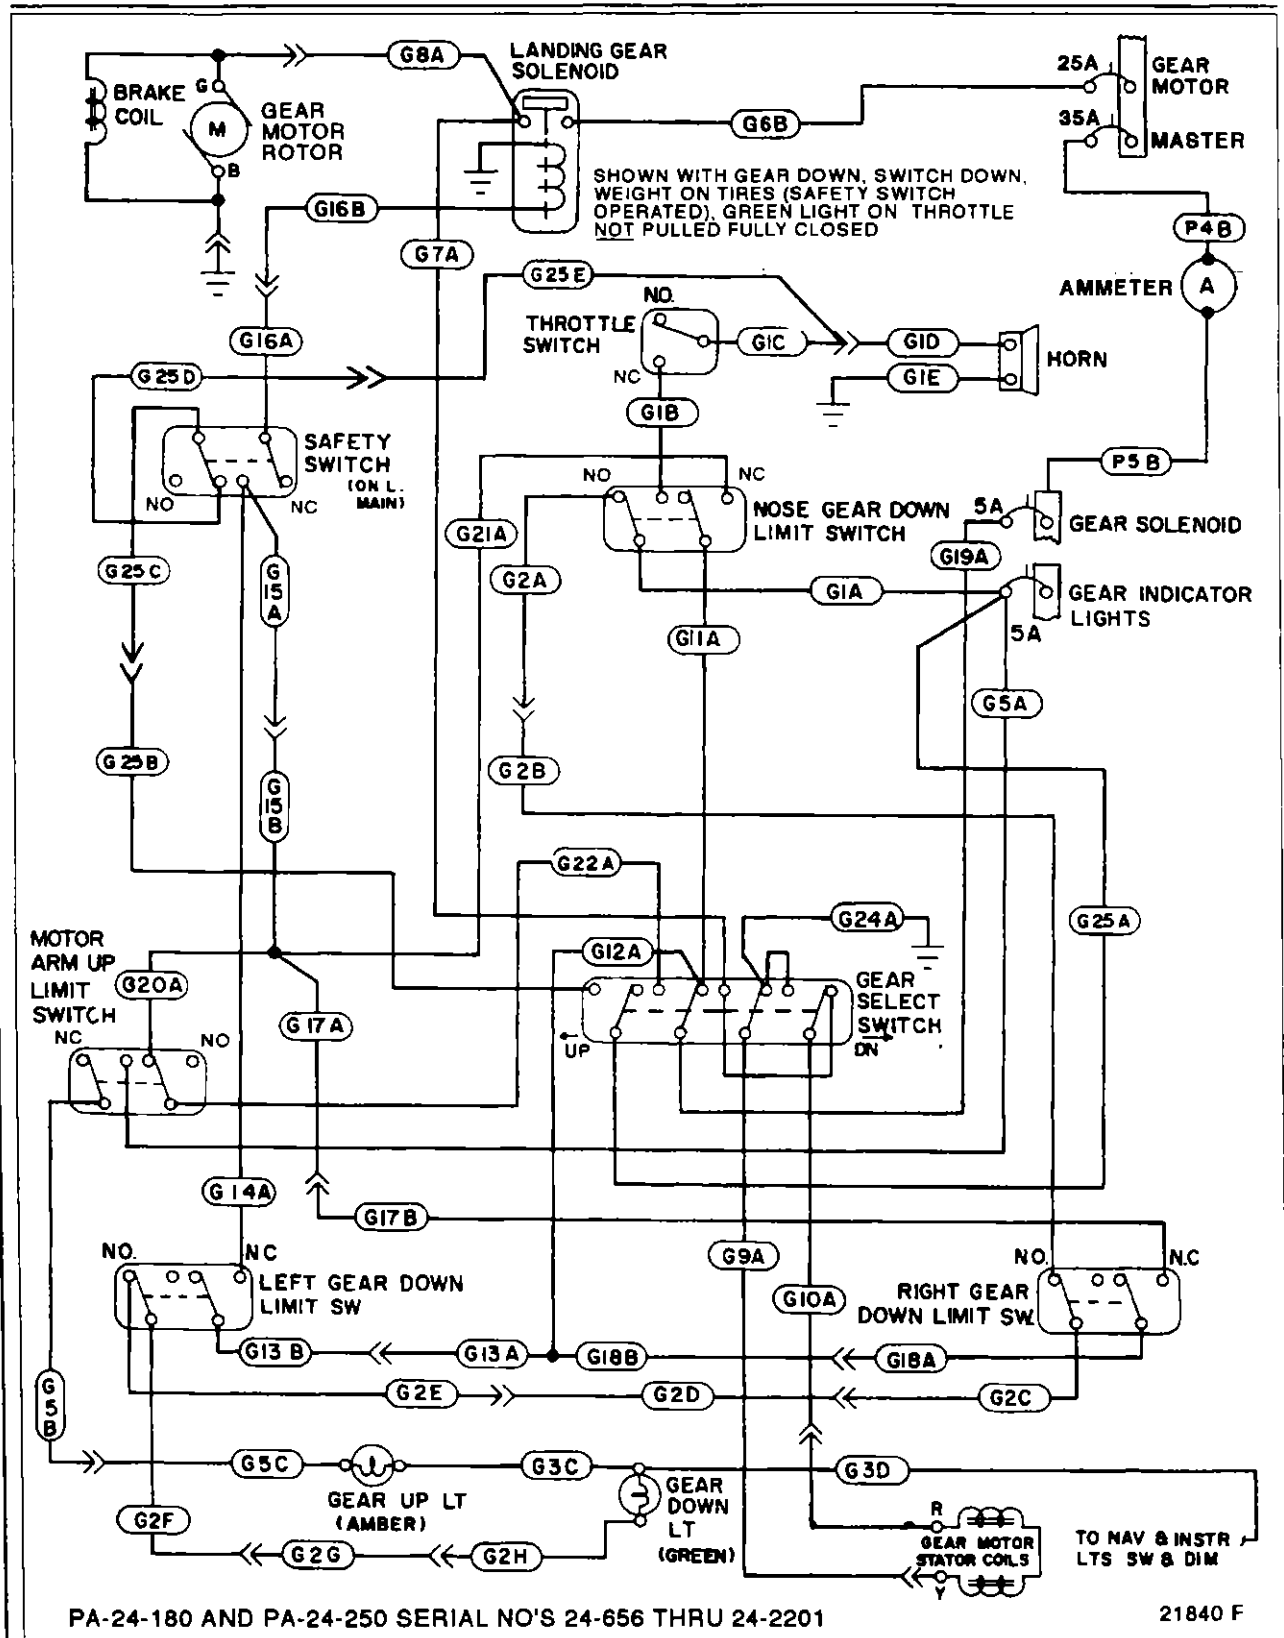 G8A
LANDING GEAR
SOLENOID
25A
GEAR
MOTOR
BRAKE
COIL
G
GEAR
MOTOR
ROTOR
M
B
G6B
35A
MASTER
SHOWN WITH GEAR DOWN, SWITCH DOWN,
WEIGHT ON TIRES (SAFETY SWITCH
OPERATED), GREEN LIGHT ON THROTTLE
NOT PULLED FULLY CLOSED
G16B
G7A
P4B
G25E
AMMETER
A
NO.
THROTTLE
SWITCH
NC
G1C
G1D
G1E
HORN
G16A
G25D
G1B
SAFETY
SWITCH
(ON L.
MAIN)
NO
NC
NO
NC
P5B
NOSE GEAR DOWN
LIMIT SWITCH
5A
GEAR SOLENOID
G21A
G19A
G25C
G
15
A
G2A
G1A
GEAR INDICATOR
LIGHTS
5A
G11A
G5A
G25B
G
15
B
G2B
G22A
G24A
G25A
MOTOR
ARM UP
LIMIT
SWITCH
G12A
G20A
GEAR
SELECT
SWITCH
G17A
NC
NO
UP
DN
G14A
G17B
NO.
NC
G9A
NO.
N.C
LEFT GEAR DOWN
LIMIT SW
G10A
RIGHT GEAR
DOWN LIMIT SW.
G13B
G13A
G18B
G18A
G
5
B
G2E
G2D
G2C
G5C
G3C
G3D
GEAR UP LT
(AMBER)
GEAR
DOWN
LT
(GREEN)
G2F
G2G
G2H
R
GEAR MOTOR
STATOR COILS
Y
TO NAV & INSTR
LTS SW & DIM
PA-24-180 AND PA-24-250 SERIAL NO'S 24-656 THRU 24-2201
21840 F